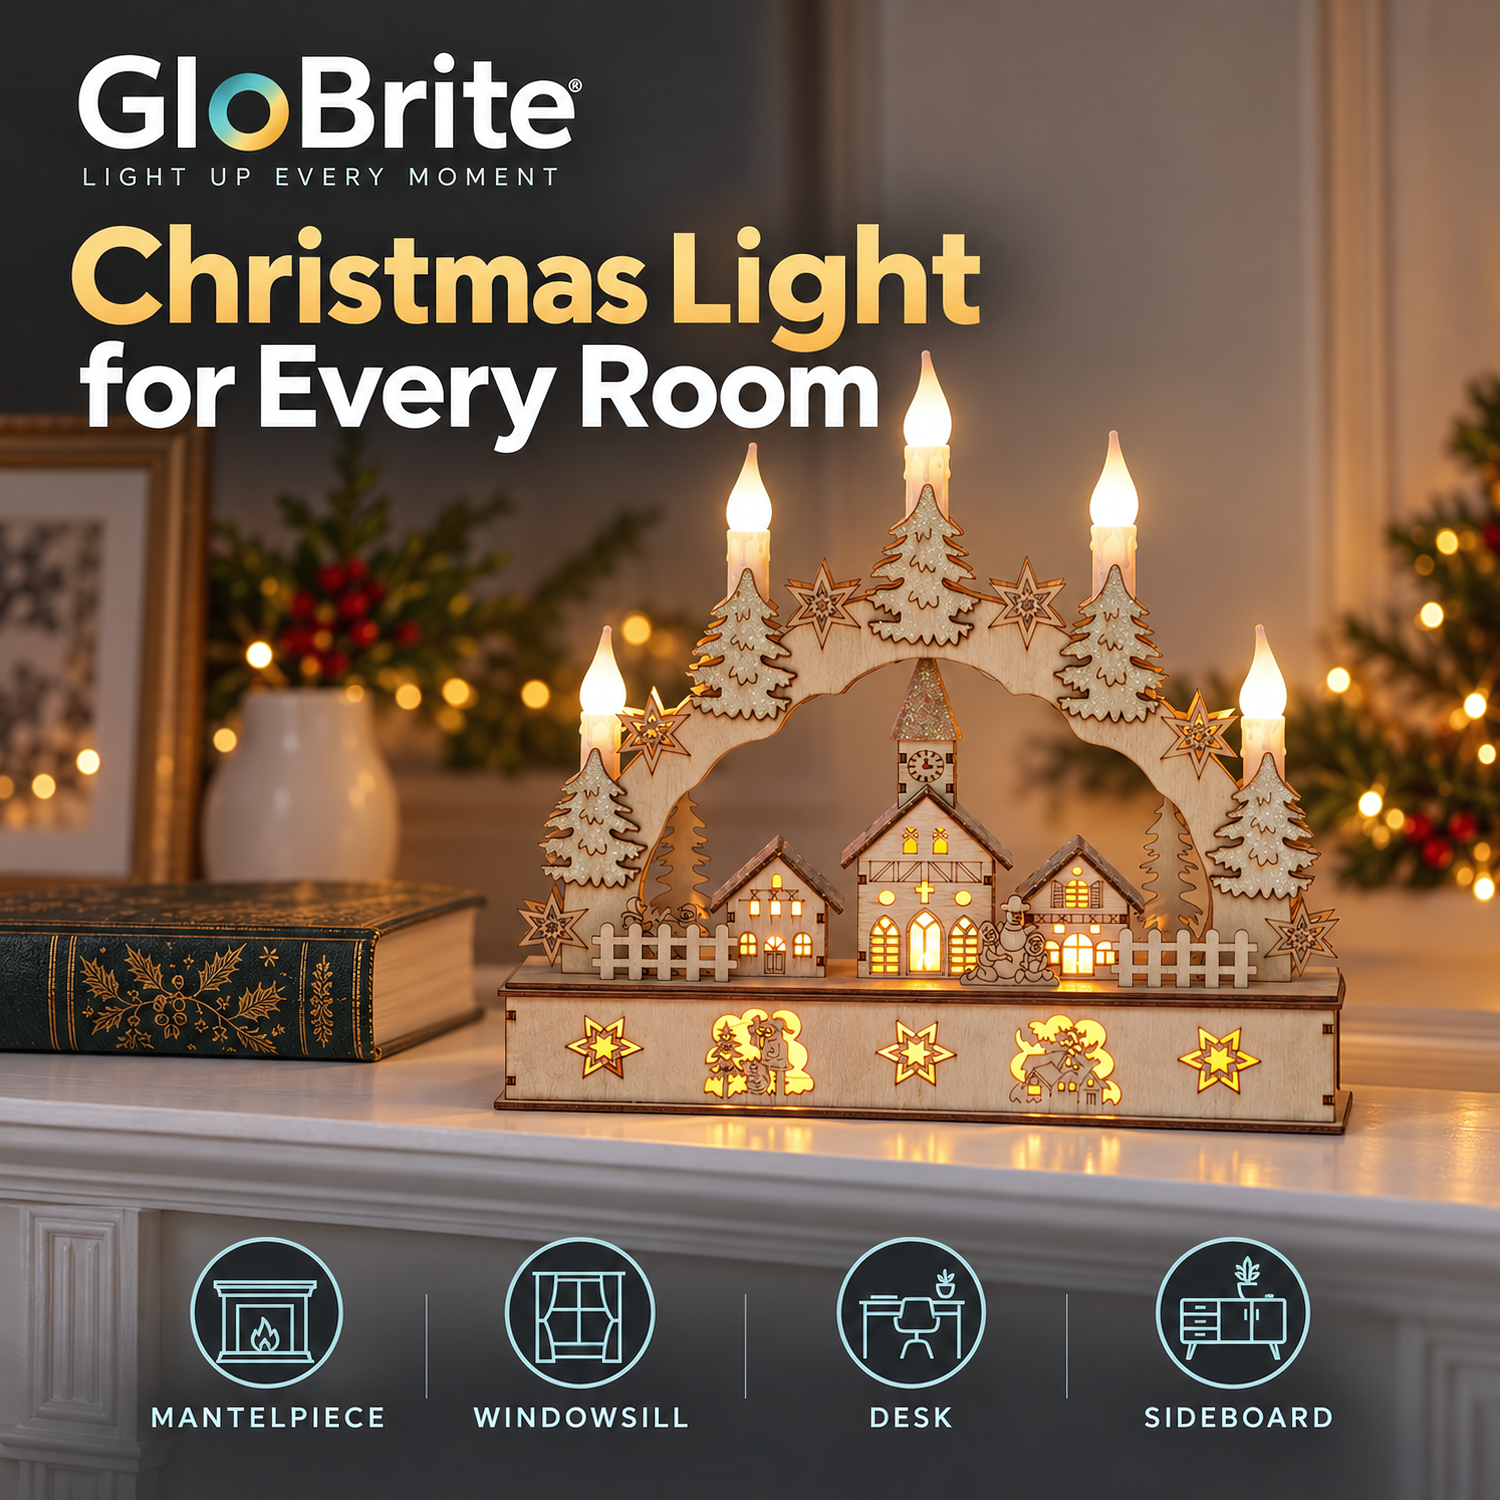 GloBrite®
LIGHT UP EVERY MOMENT
Christmas Light
for Every Room
MANTELPIECE
WINDOWSILL
DESK
SIDEBOARD